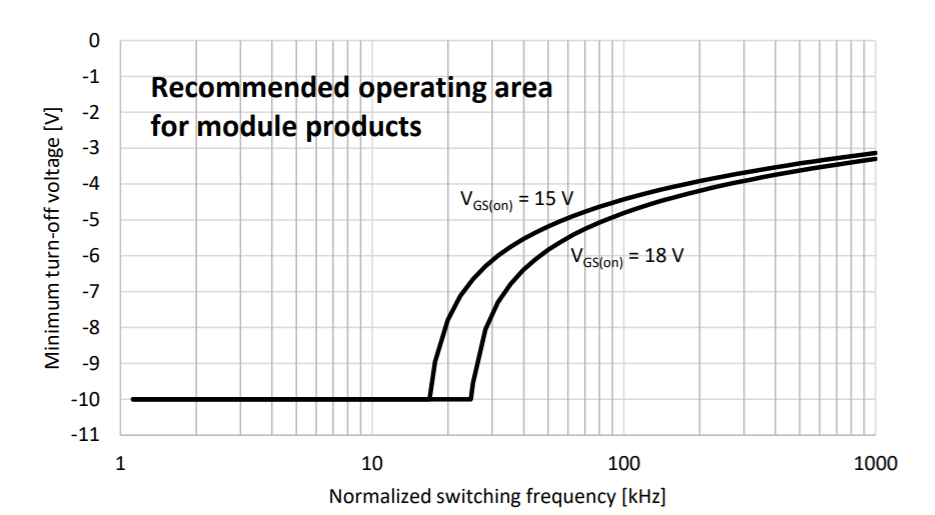 0
-1
-2
-3
-4
-5
-6
-7
-8
-9
-10
-11
Minimum turn-off voltage [V]
Recommended operating area
for module products
VGS(on) = 15 V
VGS(on) = 18 V
1
10
100
1000
Normalized switching frequency [kHz]